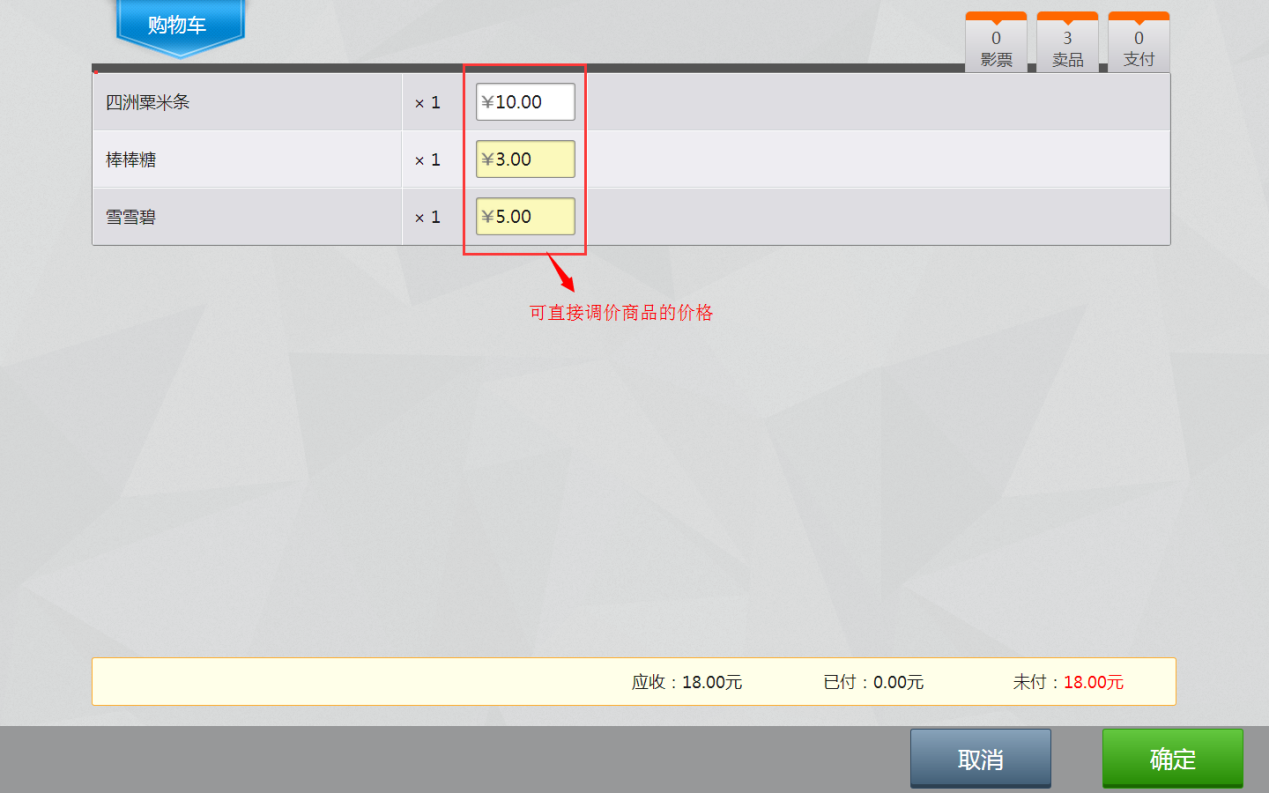 购物车
0
影票
3
卖品
0
支付
四洲粟米条 × 1 ¥10.00
棒棒糖 × 1 ¥3.00
雪雪碧 × 1 ¥5.00
可直接调价商品的价格
应收：18.00元 已付：0.00元 未付：18.00元
取消 确定